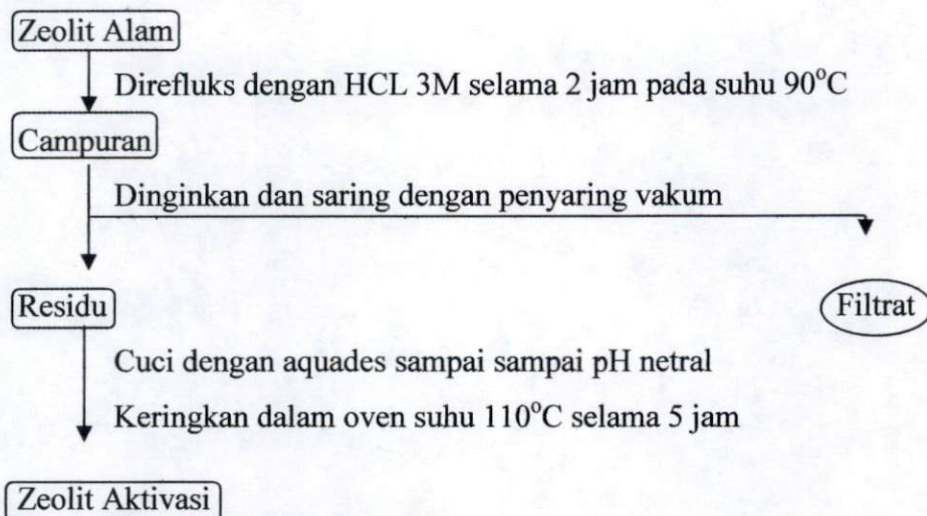 Zeolit Alam
Direfluks dengan HCL 3M selama 2 jam pada suhu 90°C
Campuran
Dinginkan dan saring dengan penyaring vakum
Residu
Filtrat
Cuci dengan aquades sampai sampai pH netral
Keringkan dalam oven suhu 110°C selama 5 jam
Zeolit Aktivasi